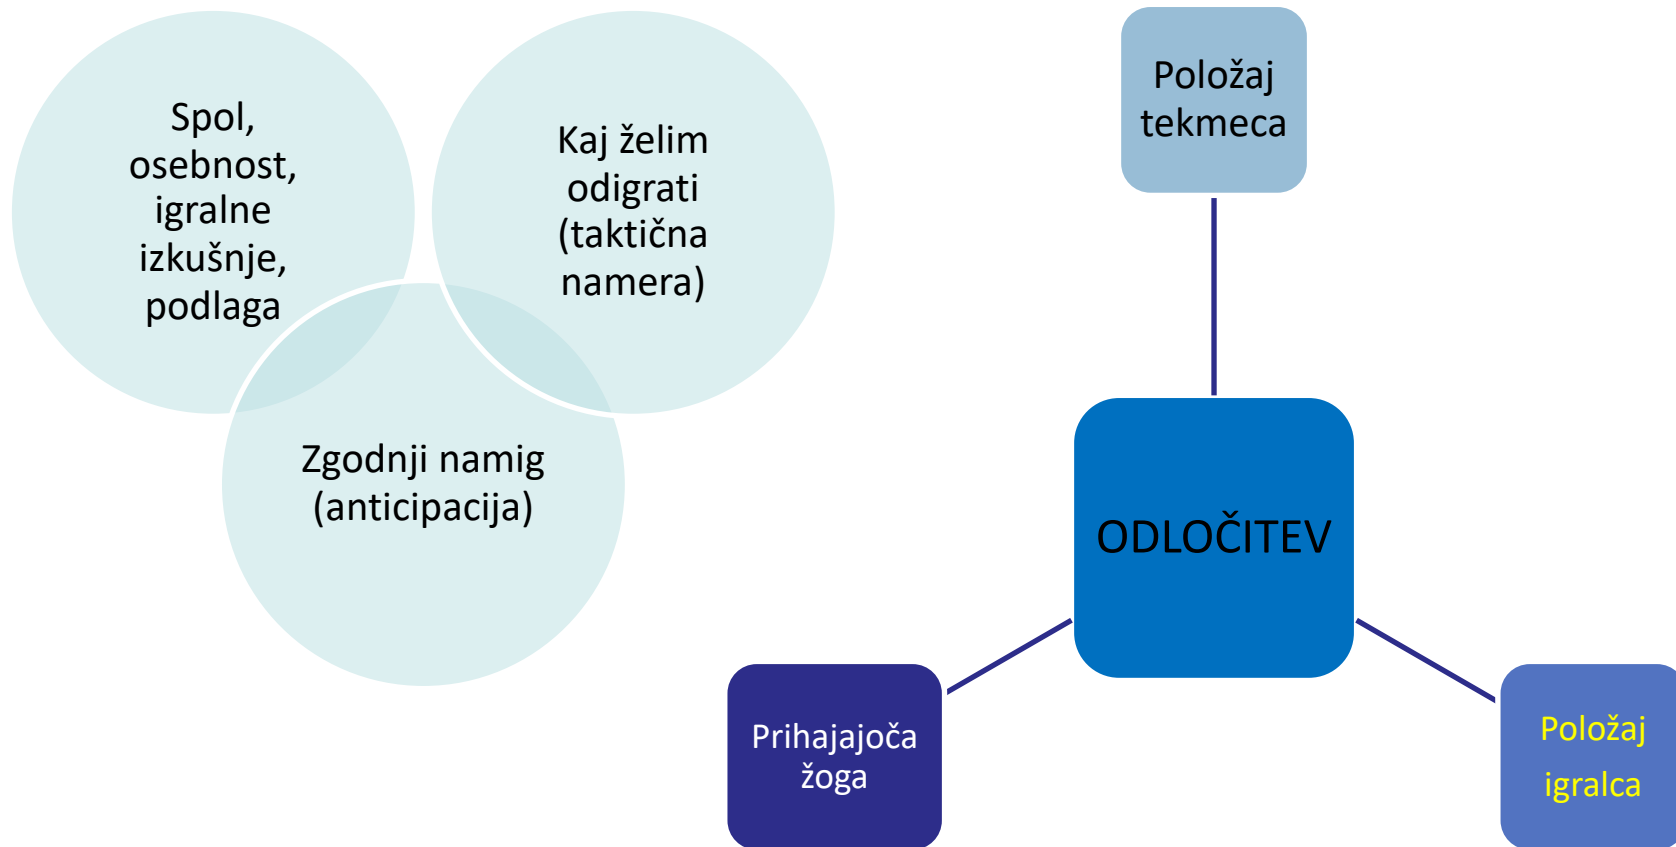 Spol,
osebnost,
igralne
izkušnje,
podlaga
Kaj želim
odigrati
(taktična
namera)
Zgodnji namig
(anticipacija)
Položaj
tekmeca
ODLOČITEV
Prihajajoča
žoga
Položaj
igralca